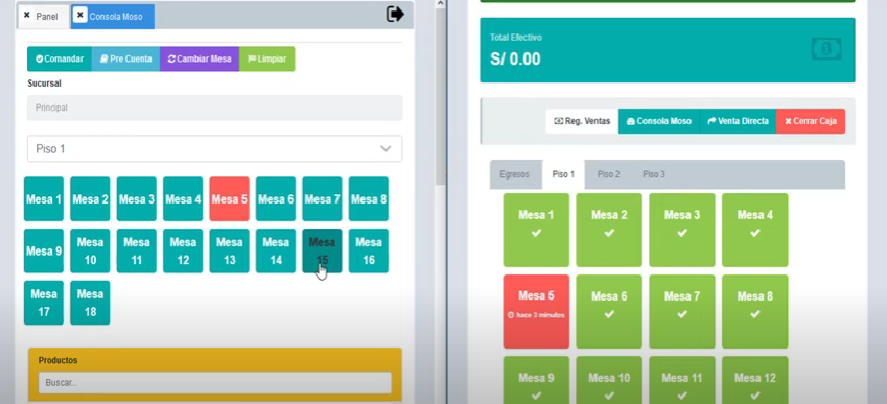 Panel Consola Moso
Comandar Pre Cuenta Cambiar Mesa Limpiar
Sucursal
Principal
Piso 1
Mesa 1 Mesa 2 Mesa 3 Mesa 4 Mesa 5 Mesa 6 Mesa 7 Mesa 8
Mesa 9 Mesa 10 Mesa 11 Mesa 12 Mesa 13 Mesa 14 Mesa 15 Mesa 16
Mesa 17 Mesa 18
Productos
Buscar...
Total Efectivo
S/ 0.00
Reg. Ventas Consola Moso Venta Directa Cerrar Caja
Egresos Piso 1 Piso 2 Piso 3
Mesa 1 Mesa 2 Mesa 3 Mesa 4
Mesa 5 Mesa 6 Mesa 7 Mesa 8
hace 3 minutos
Mesa 9 Mesa 10 Mesa 11 Mesa 12